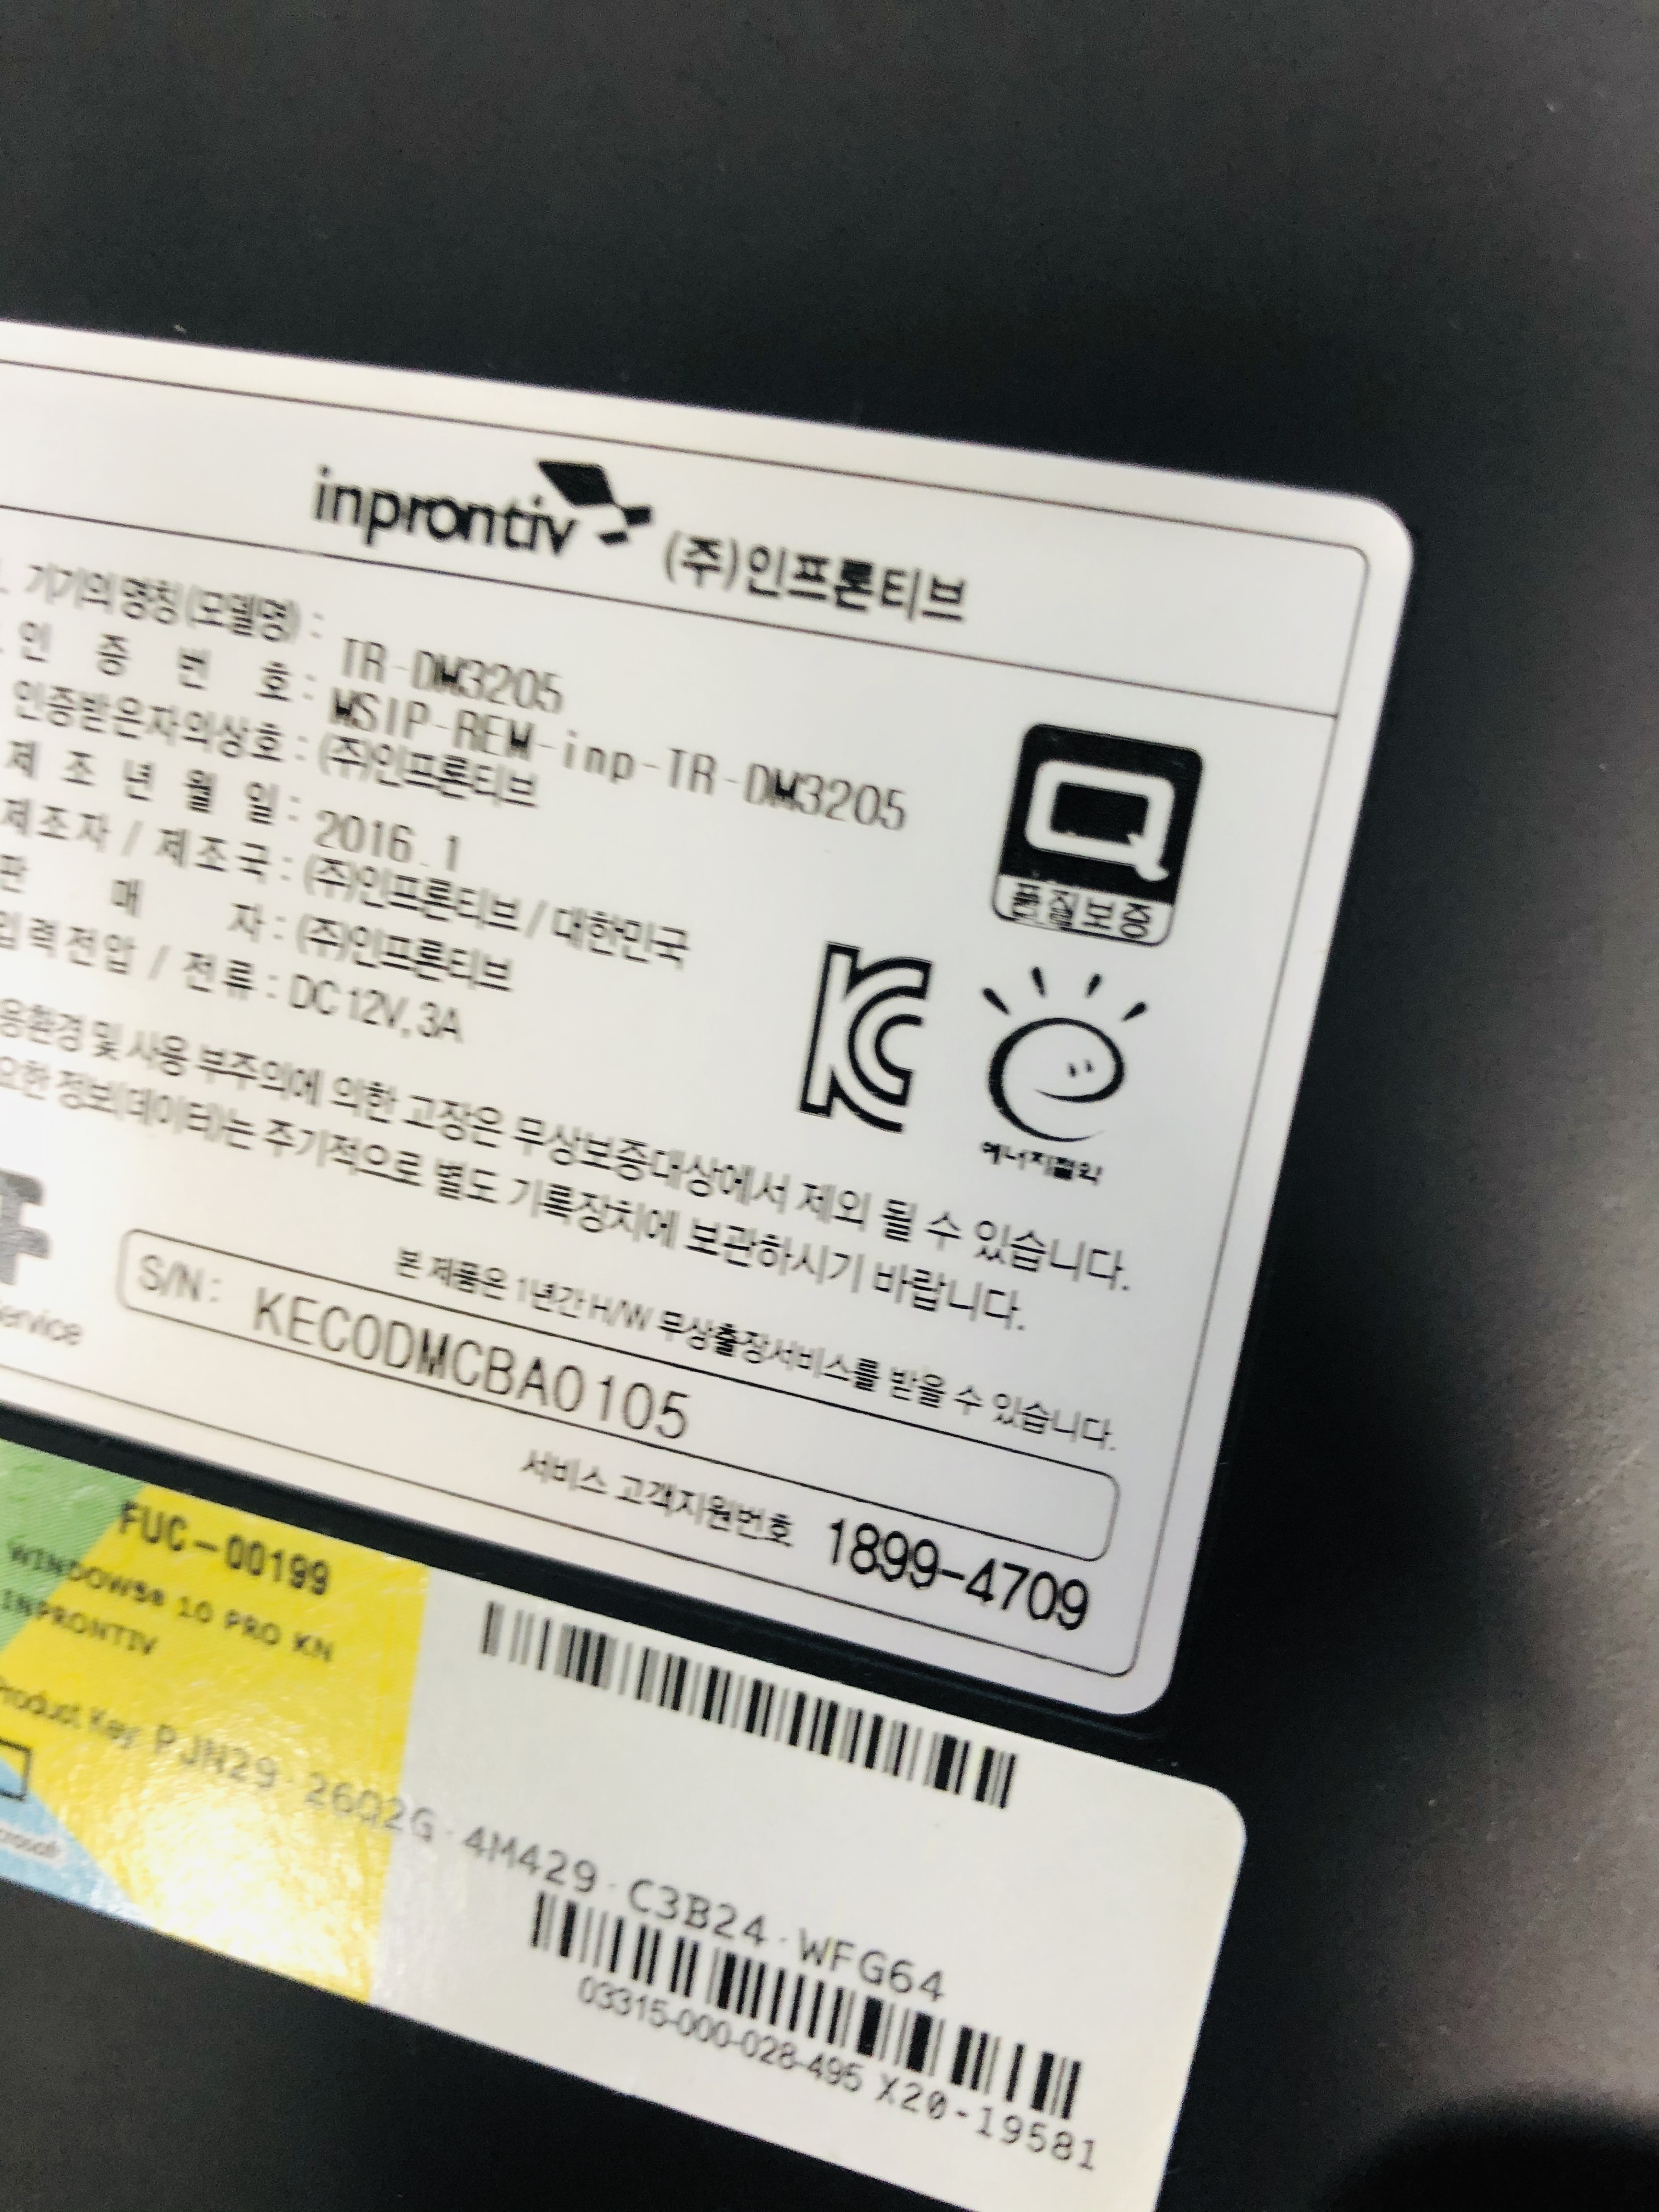 inprontiv (주)인프론티브
기기의 명칭(모델명) : TR-DM3205
인 증 번 호 : MSIP-REM-inp-TR-DM3205
인증받은자의상호 : (주)인프론티브
제 조 년 월 일 : 2016.1
제조자 / 제조국 : (주)인프론티브 / 대한민국
판 매 자 : (주)인프론티브
입력전압 / 전류 : DC 12V, 3A
품질보증
에너지절약
용환경 및 사용 부주의에 의한 고장은 무상보증대상에서 제외 될 수 있습니다.
요한 정보(데이터)는 주기적으로 별도 기록장치에 보관하시기 바랍니다.
본 제품은 1년간 H/W 무상출장서비스를 받을 수 있습니다.
ervice
S/N: KECODMCBA0105
서비스 고객지원번호 1899-4709
FUC-00199
WINDOWS® 10 PRO KN
INPRONTIV
Product Key PJN29-26Q2G-4M429-C3B24-WFG64
crosoft
03315-000-028-495 X20-19581